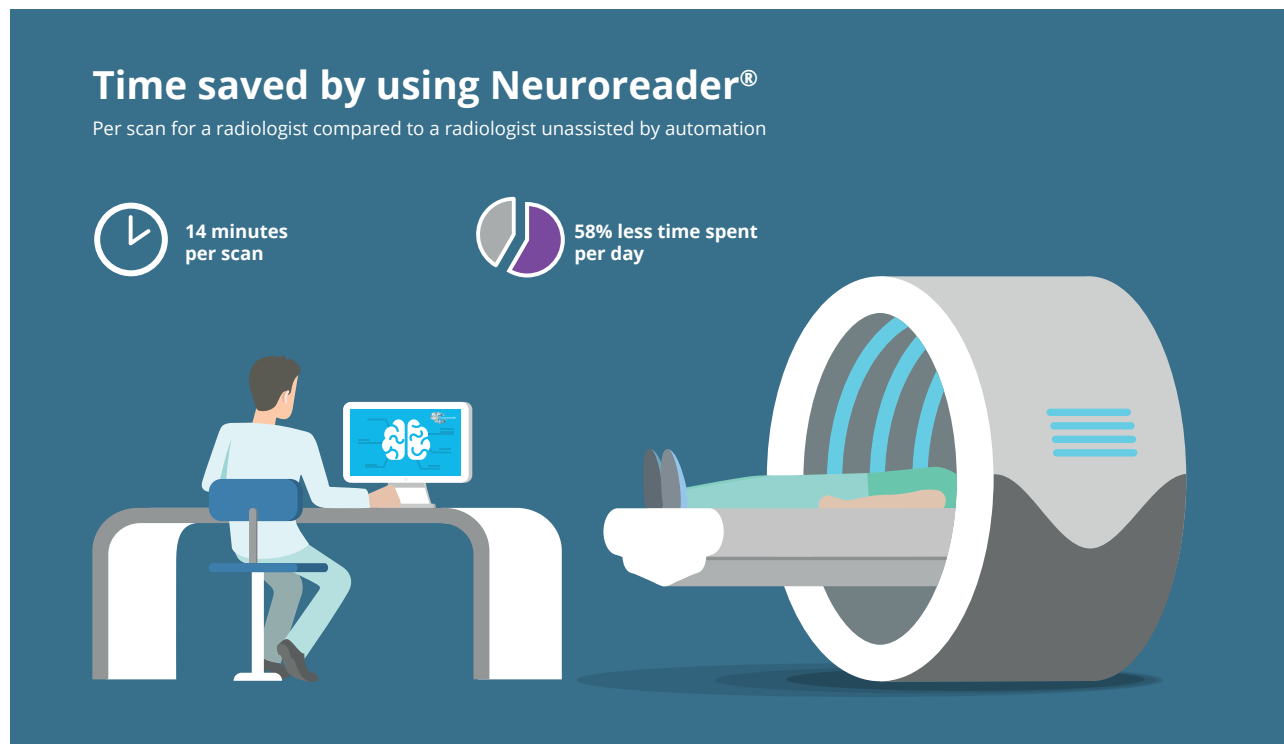 Time saved by using Neuroreader®
Per scan for a radiologist compared to a radiologist unassisted by automation
14 minutes
per scan
58% less time spent
per day